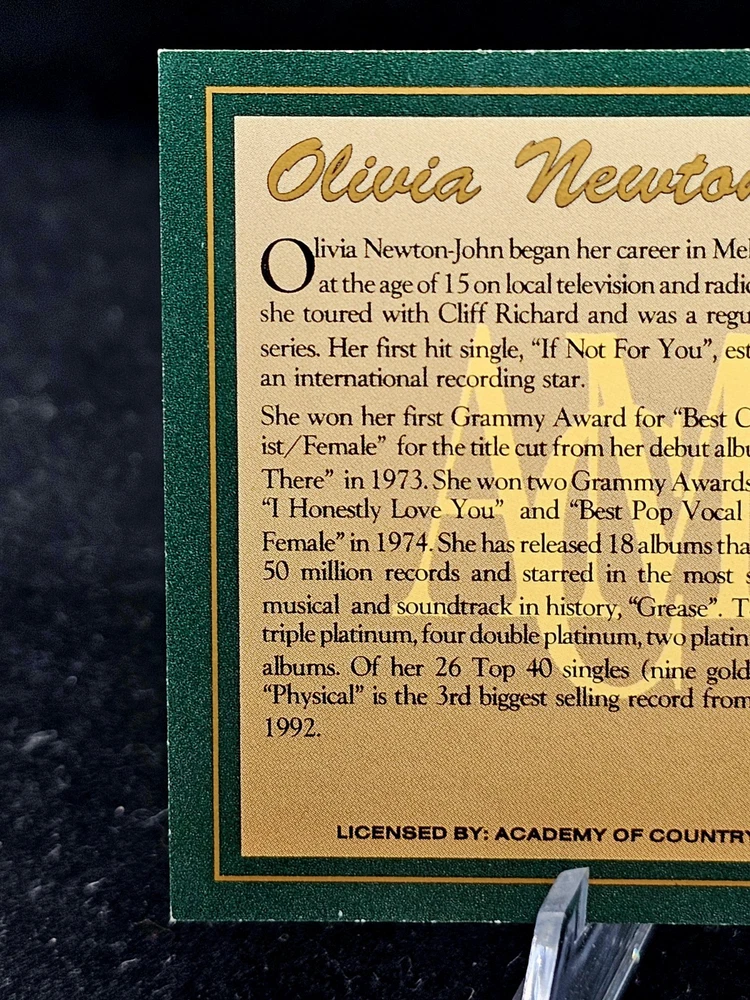 Olivia Newton
Olivia Newton-John began her career in Mel
at the age of 15 on local television and radio
she toured with Cliff Richard and was a regu
series. Her first hit single, “If Not For You”, est
an international recording star.
She won her first Grammy Award for “Best C
ist/Female” for the title cut from her debut albu
There” in 1973. She won two Grammy Awards
“I Honestly Love You” and “Best Pop Vocal
Female” in 1974. She has released 18 albums tha
50 million records and starred in the most s
musical and soundtrack in history, “Grease”. T
triple platinum, four double platinum, two platin
albums. Of her 26 Top 40 singles (nine gold
“Physical” is the 3rd biggest selling record from
1992.
LICENSED BY: ACADEMY OF COUNTRY